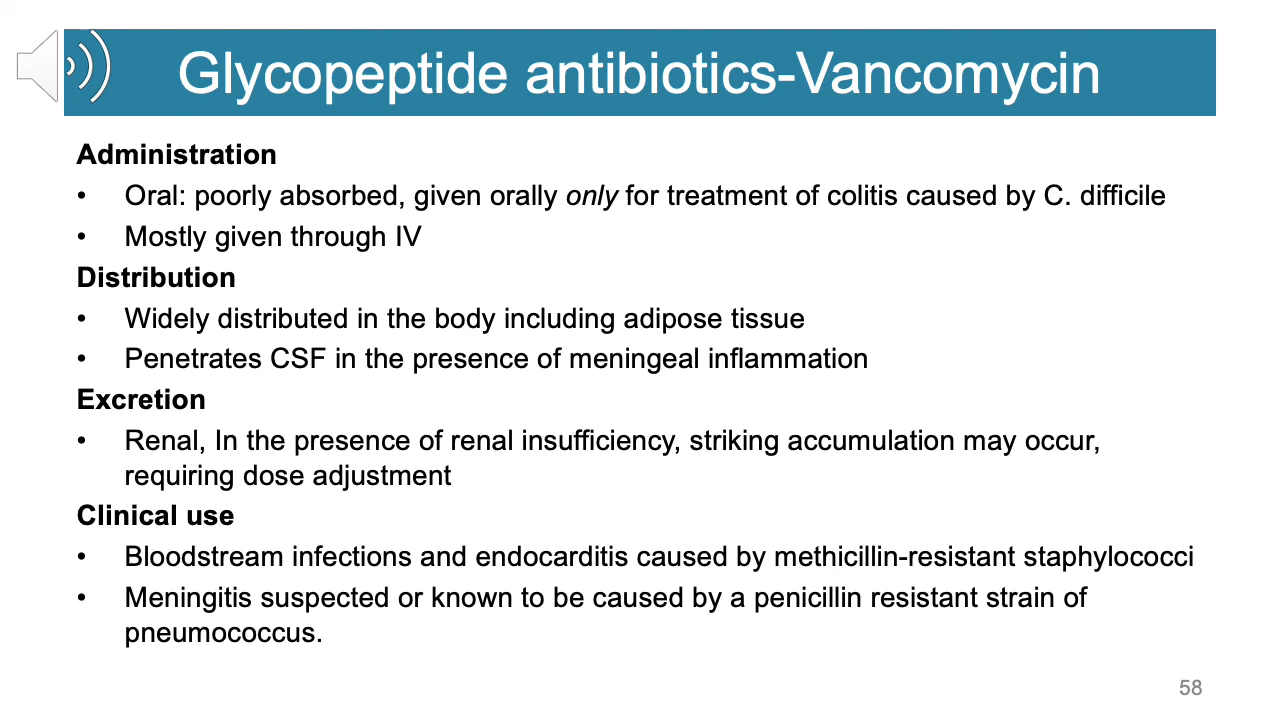 Glycopeptide antibiotics-Vancomycin
Administration
• Oral: poorly absorbed, given orally only for treatment of colitis caused by C. difficile
• Mostly given through IV
Distribution
• Widely distributed in the body including adipose tissue
• Penetrates CSF in the presence of meningeal inflammation
Excretion
• Renal, In the presence of renal insufficiency, striking accumulation may occur,
requiring dose adjustment
Clinical use
• Bloodstream infections and endocarditis caused by methicillin-resistant staphylococci
• Meningitis suspected or known to be caused by a penicillin resistant strain of
pneumococcus.
58